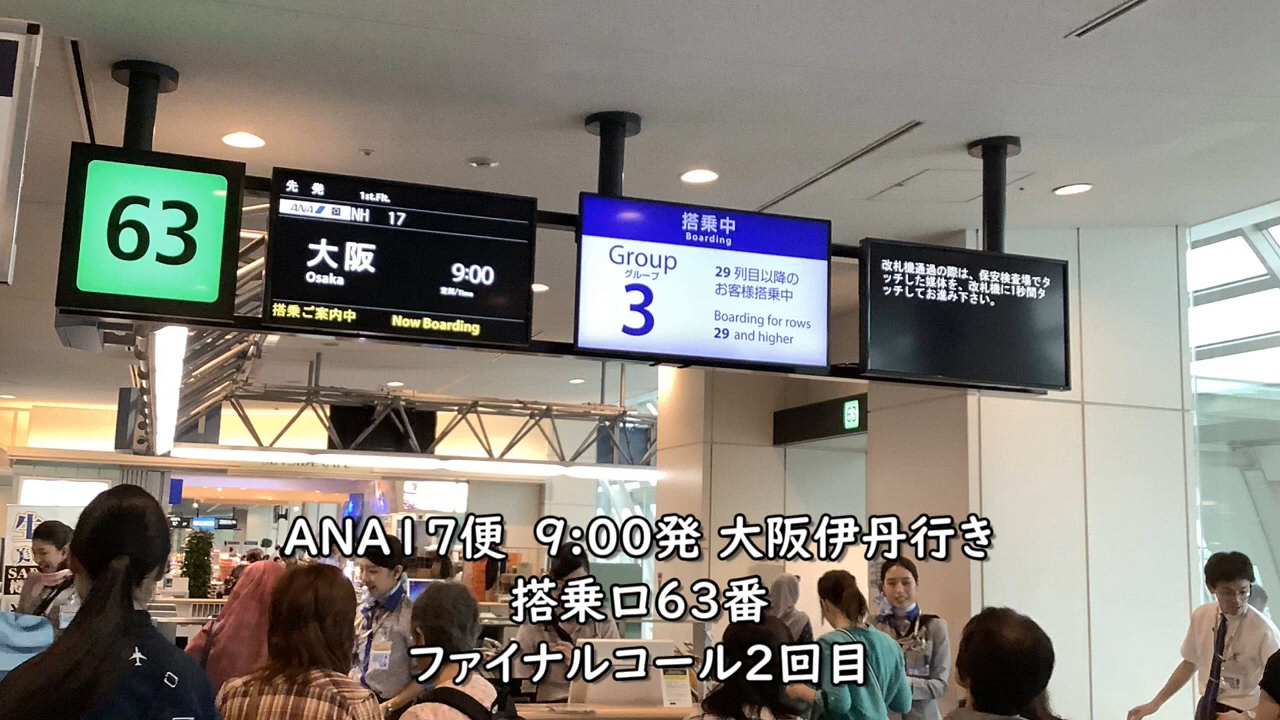 63
先発
1st.Flt.
ANA NH 17
大阪
Osaka
9:00
定刻/Time
搭乗ご案内中 Now Boarding
搭乗中
Boarding
Group
グループ
3
29 列目以降の
お客様搭乗中
Boarding for rows
29 and higher
改札機通過の際は、保安検査場でタ
ッチした媒体を、改札機に1秒間タ
ッチしてお進み下さい。
63
ANA17便 9:00発 大阪伊丹行き
搭乗口63番
ファイナルコール2回目